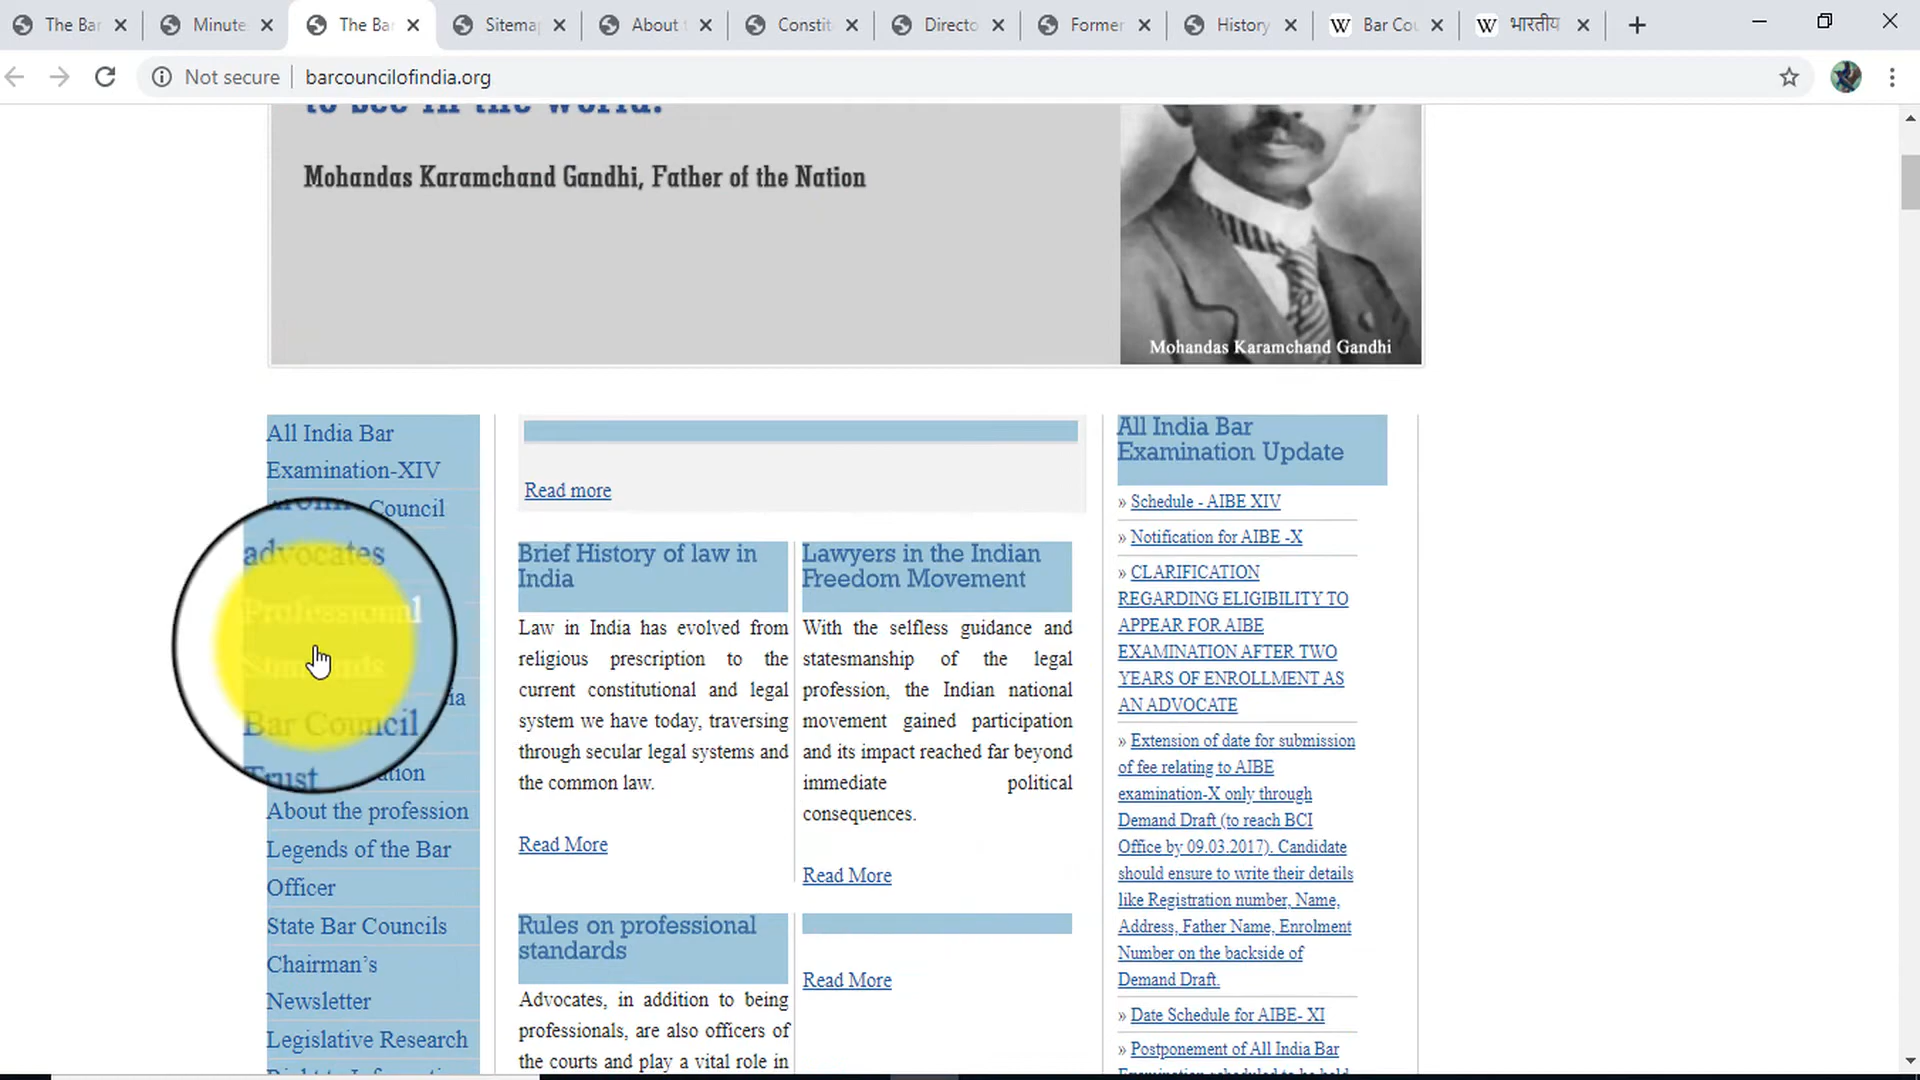 The Ba
Minute
The Ba
Sitema
About
Constit
Directo
Former
History
W Bar Co
W भारतीय
Not secure
barcouncilofindia.org
to see in the world.
Mohandas Karamchand Gandhi, Father of the Nation
Mohandas Karamchand Gandhi
All India Bar
Examination-XIV
Council
advocates
Professional
Standards
Bar Council
Trust
About the profession
Legends of the Bar
Officer
State Bar Councils
Chairman’s
Newsletter
Legislative Research
Read more
Brief History of law in
India
Law in India has evolved from
religious prescription to the
current constitutional and legal
system we have today, traversing
through secular legal systems and
the common law.
Read More
Lawyers in the Indian
Freedom Movement
With the selfless guidance and
statesmanship of the legal
profession, the Indian national
movement gained participation
and its impact reached far beyond
immediate political
consequences.
Read More
Rules on professional
standards
Advocates, in addition to being
professionals, are also officers of
the courts and play a vital role in
Read More
All India Bar
Examination Update
» Schedule - AIBE XIV
» Notification for AIBE -X
» CLARIFICATION
REGARDING ELIGIBILITY TO
APPEAR FOR AIBE
EXAMINATION AFTER TWO
YEARS OF ENROLLMENT AS
AN ADVOCATE
» Extension of date for submission
of fee relating to AIBE
examination-X only through
Demand Draft (to reach BCI
Office by 09.03.2017). Candidate
should ensure to write their details
like Registration number, Name,
Address, Father Name, Enrolment
Number on the backside of
Demand Draft.
» Date Schedule for AIBE- XI
» Postponement of All India Bar